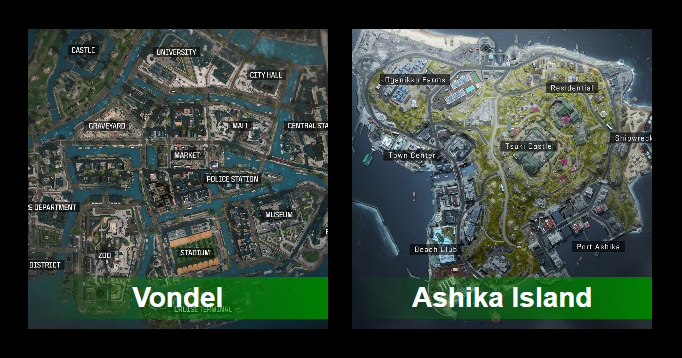 CASTLE
UNIVERSITY
CITY HALL
GRAVEYARD
MALL
CENTRAL STA
MARKET
POLICE STATION
E DEPARTMENT
MUSEUM
STADIUM
ZOO
DISTRICT
CRUISE TERMINAL
Vondel
Oganikku Farms
Residential
Shipwreck
Tsuki Castle
Town Center
Port Ashika
Beach Club
Ashika Island